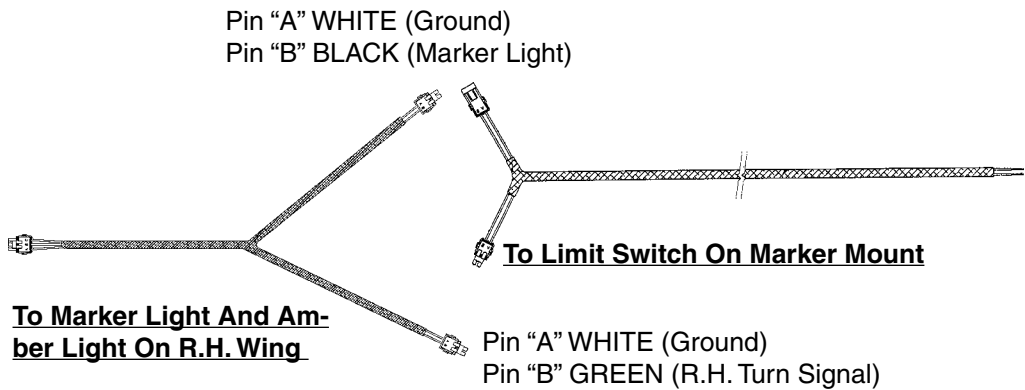 Pin “A” WHITE (Ground)
Pin “B” BLACK (Marker Light)
To Limit Switch On Marker Mount
To Marker Light And Am-
ber Light On R.H. Wing
Pin “A” WHITE (Ground)
Pin “B” GREEN (R.H. Turn Signal)